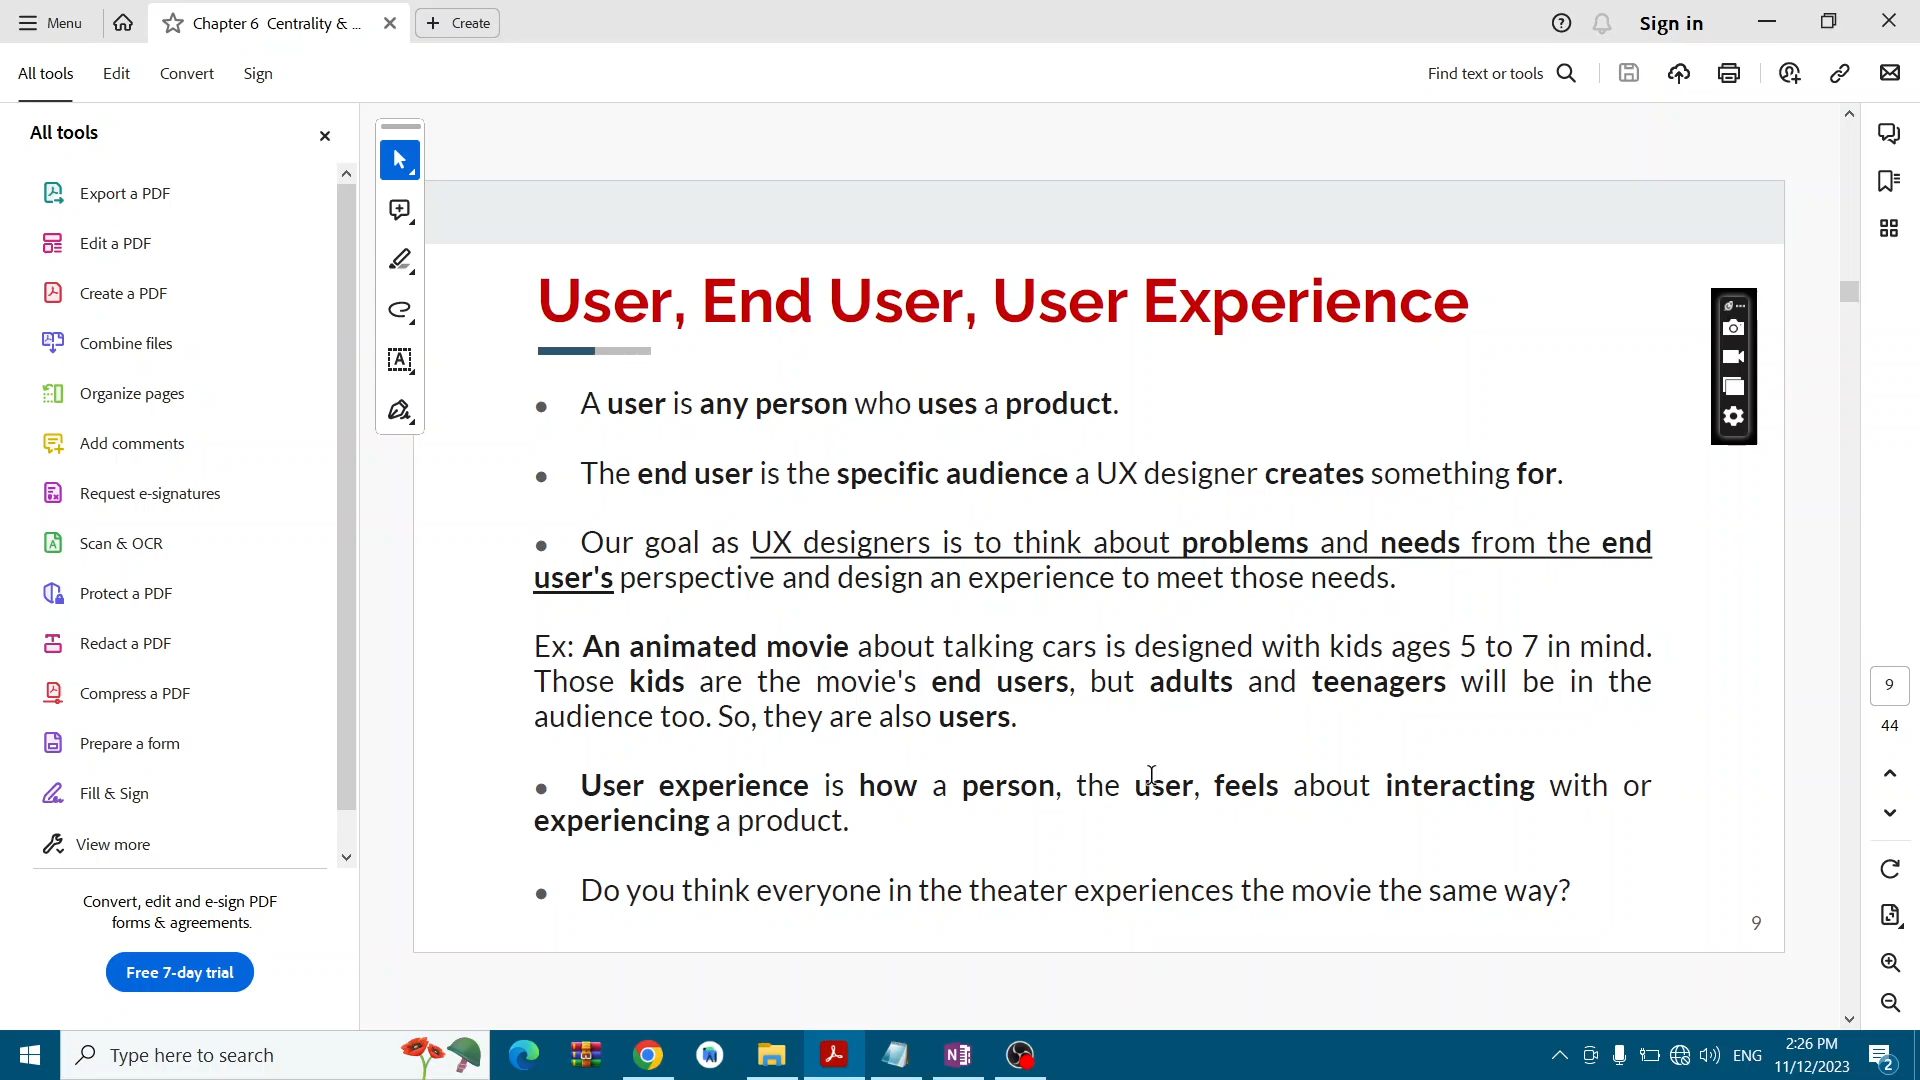 Menu
Chapter 6 Centrality & ...
Create
Sign in
All tools
Edit
Convert
Sign
Find text or tools
All tools
Export a PDF
Edit a PDF
Create a PDF
Combine files
Organize pages
Add comments
Request e-signatures
Scan & OCR
Protect a PDF
Redact a PDF
Compress a PDF
Prepare a form
Fill & Sign
View more
Convert, edit and e-sign PDF
forms & agreements.
Free 7-day trial
User, End User, User Experience
● A user is any person who uses a product.
● The end user is the specific audience a UX designer creates something for.
● Our goal as UX designers is to think about problems and needs from the end
user's perspective and design an experience to meet those needs.
Ex: An animated movie about talking cars is designed with kids ages 5 to 7 in mind.
Those kids are the movie's end users, but adults and teenagers will be in the
audience too. So, they are also users.
● User experience is how a person, the user, feels about interacting with or
experiencing a product.
● Do you think everyone in the theater experiences the movie the same way?
9
9
44
Type here to search
ENG
2:26 PM
11/12/2023
2